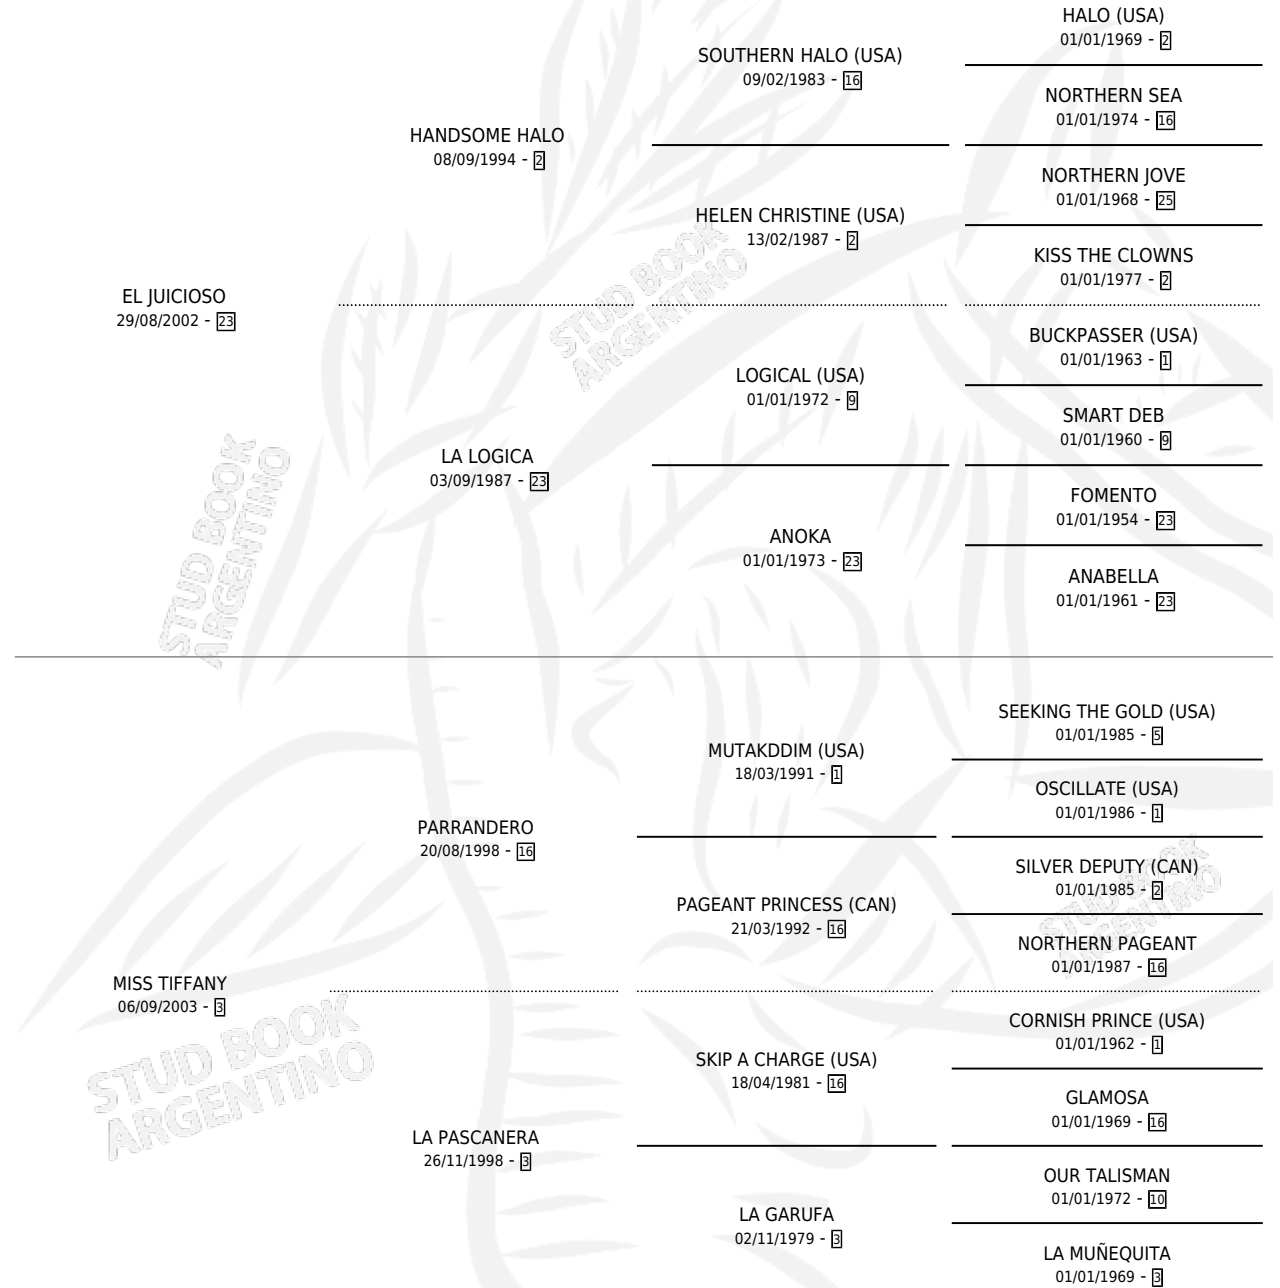 HALO (USA)
01/01/1969 - 2
SOUTHERN HALO (USA)
09/02/1983 - 16
NORTHERN SEA
01/01/1974 - 16
HANDSOME HALO
08/09/1994 - 2
NORTHERN JOVE
01/01/1968 - 25
HELEN CHRISTINE (USA)
13/02/1987 - 2
KISS THE CLOWNS
01/01/1977 - 2
EL JUICIOSO
29/08/2002 - 23
BUCKPASSER (USA)
01/01/1963 - 1
LOGICAL (USA)
01/01/1972 - 9
SMART DEB
01/01/1960 - 9
LA LOGICA
03/09/1987 - 23
FOMENTO
01/01/1954 - 23
ANOKA
01/01/1973 - 23
ANABELLA
01/01/1961 - 23
STUD BOOK
ARGENTINO
STUD BOOK
ARGENTINO
SEEKING THE GOLD (USA)
01/01/1985 - 5
MUTAKDDIM (USA)
18/03/1991 - 1
OSCILLATE (USA)
01/01/1986 - 1
PARRANDERO
20/08/1998 - 16
SILVER DEPUTY (CAN)
01/01/1985 - 2
PAGEANT PRINCESS (CAN)
21/03/1992 - 16
NORTHERN PAGEANT
01/01/1987 - 16
MISS TIFFANY
06/09/2003 - 3
CORNISH PRINCE (USA)
01/01/1962 - 1
SKIP A CHARGE (USA)
18/04/1981 - 16
GLAMOSA
01/01/1969 - 16
LA PASCANERA
26/11/1998 - 3
OUR TALISMAN
01/01/1972 - 10
LA GARUFA
02/11/1979 - 3
LA MUÑEQUITA
01/01/1969 - 3
STUD BOOK
ARGENTINO
STUD BOOK
ARGENTINO